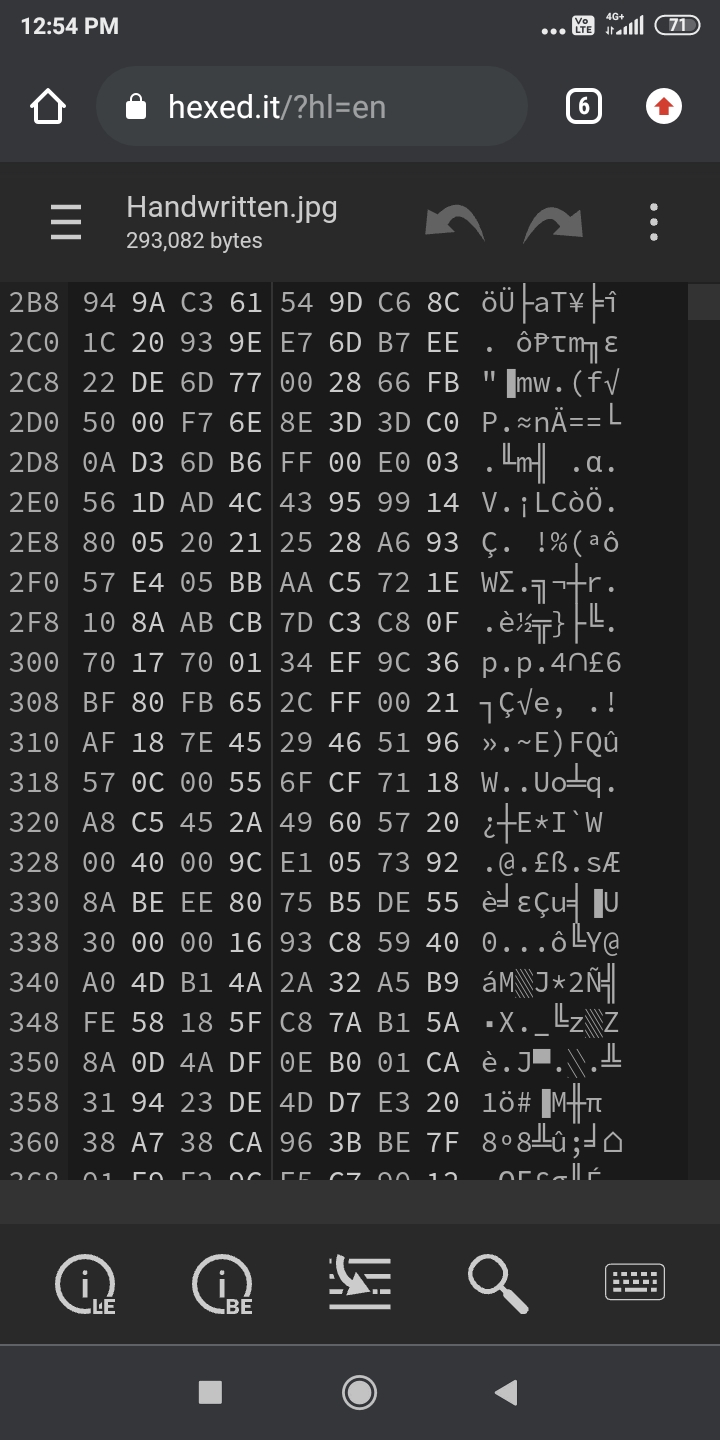 12:54 PM
Vo LTE 4G+ 71
hexed.it/?hl=en
6
Handwritten.jpg
293,082 bytes
2B8 94 9A C3 61 54 9D C6 8C öÜ├aT¥╞î
2C0 1C 20 93 9E E7 6D B7 EE . ô₧τm╖ε
2C8 22 DE 6D 77 00 28 66 FB "▐mw.(f√
2D0 50 00 F7 6E 8E 3D 3D C0 P.≈nÄ==└
2D8 0A D3 6D B6 FF 00 E0 03 .╙m╢ .α.
2E0 56 1D AD 4C 43 95 99 14 V.¡LCòÖ.
2E8 80 05 20 21 25 28 A6 93 Ç. !%(ªô
2F0 57 E4 05 BB AA C5 72 1E WΣ.╗¬┼r.
2F8 10 8A AB CB 7D C3 C8 0F .è½╦}├╚.
300 70 17 70 01 34 EF 9C 36 p.p.4∩£6
308 BF 80 FB 65 2C FF 00 21 ┐Ç√e, .!
310 AF 18 7E 45 29 46 51 96 ».~E)FQû
318 57 0C 00 55 6F CF 71 18 W..Uo╧q.
320 A8 C5 45 2A 49 60 57 20 ¿┼E*I`W
328 00 40 00 9C E1 05 73 92 .@.£ß.sÆ
330 8A BE EE 80 75 B5 DE 55 è╛εÇu╡▐U
338 30 00 00 16 93 C8 59 40 0...ô╚Y@
340 A0 4D B1 4A 2A 32 A5 B9 áM▒J*2Ñ╣
348 FE 58 18 5F C8 7A B1 5A ▪X._╚z▒Z
350 8A 0D 4A DF 0E B0 01 CA è.J▀.░.╩
358 31 94 23 DE 4D D7 E3 20 1ö#▐M╫π
360 38 A7 38 CA 96 3B BE 7F 8º8╩û;╛⌂
LE BE